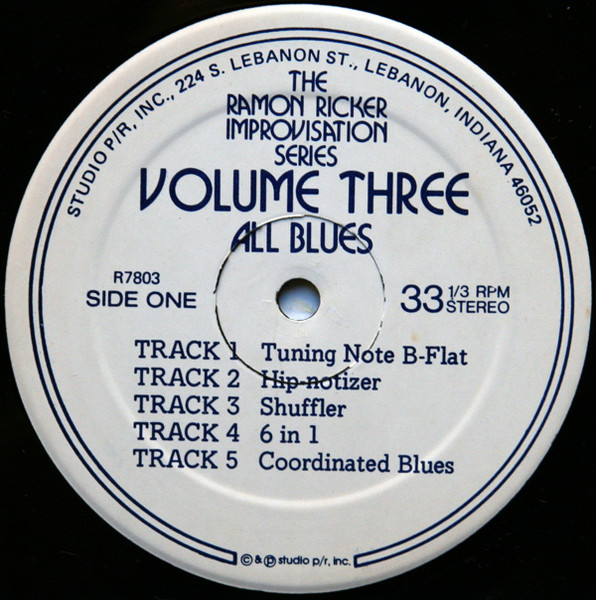 STUDIO P/R, INC., 224 S. LEBANON ST., LEBANON, INDIANA 46052
THE
RAMON RICKER
IMPROVISATION
SERIES
VOLUME THREE
ALL BLUES
R7803
SIDE ONE
33 1/3 RPM
STEREO
TRACK 1 Tuning Note B-Flat
TRACK 2 Hip-notizer
TRACK 3 Shuffler
TRACK 4 6 in 1
TRACK 5 Coordinated Blues
© & ℗ studio p/r, inc.